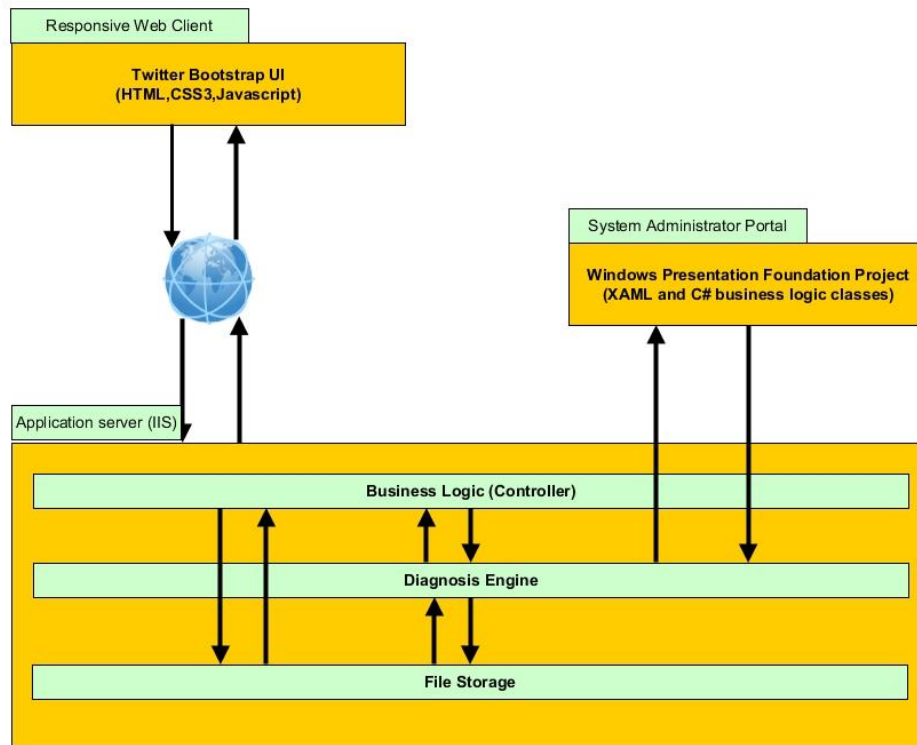 Responsive Web Client
Twitter Bootstrap UI
(HTML,CSS3,Javascript)
System Administrator Portal
Windows Presentation Foundation Project
(XAML and C# business logic classes)
Application server (IIS)
Business Logic (Controller)
Diagnosis Engine
File Storage